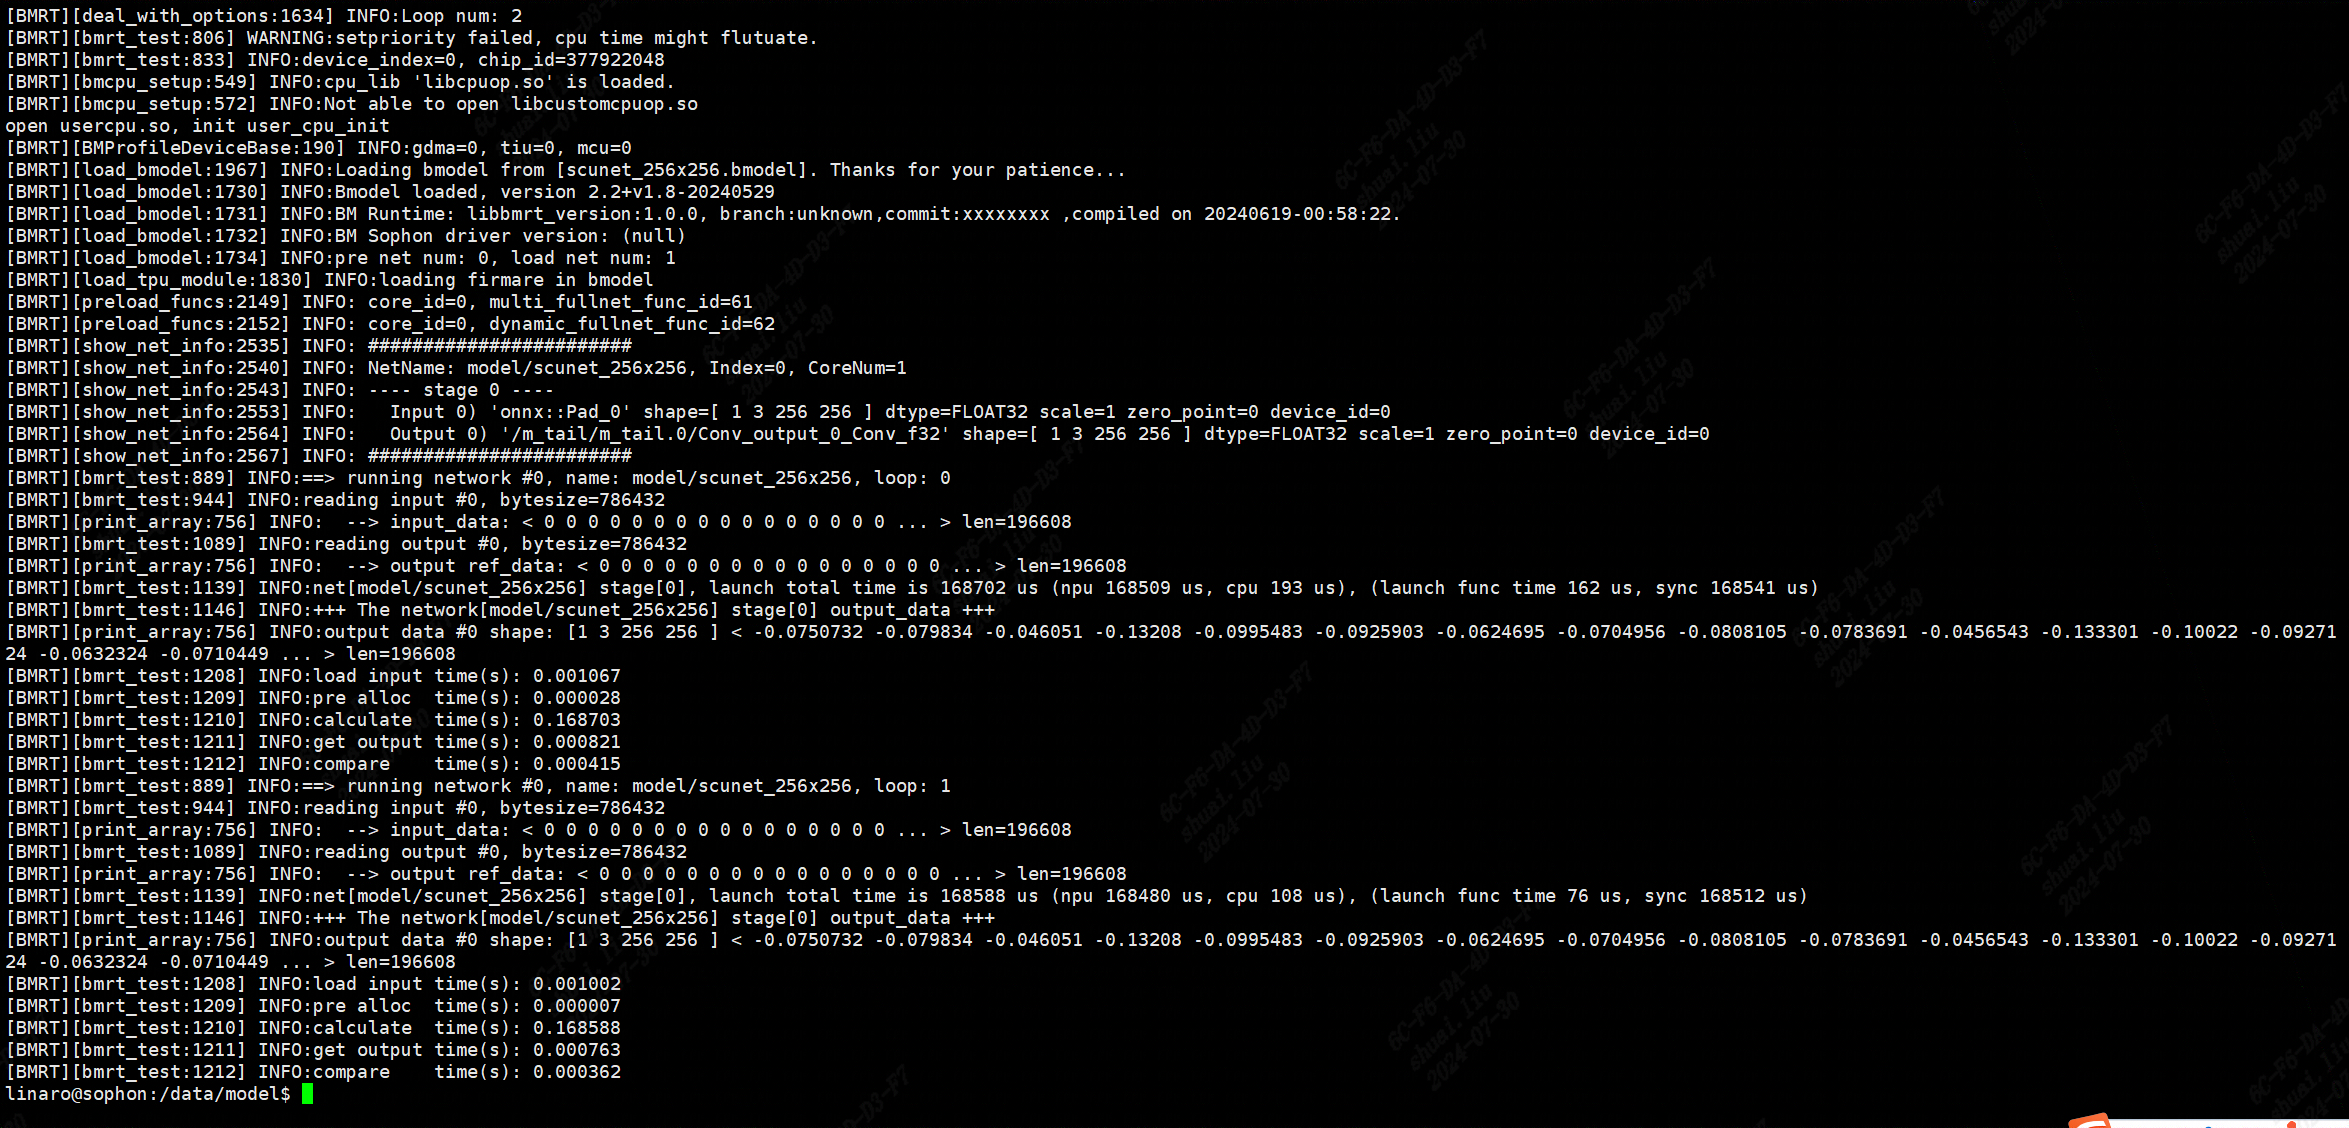 [BMRT][deal_with_options:1634] INFO:Loop num: 2
[BMRT][bmrt_test:806] WARNING:setpriority failed, cpu time might flutuate.
[BMRT][bmrt_test:833] INFO:device_index=0, chip_id=377922048
[BMRT][bmcpu_setup:549] INFO:cpu_lib 'libcpuop.so' is loaded.
[BMRT][bmcpu_setup:572] INFO:Not able to open libcustomcpuop.so
open usercpu.so, init user_cpu_init
[BMRT][BMProfileDeviceBase:190] INFO:gdma=0, tiu=0, mcu=0
[BMRT][load_bmodel:1967] INFO:Loading bmodel from [scunet_256x256.bmodel]. Thanks for your patience...
[BMRT][load_bmodel:1730] INFO:Bmodel loaded, version 2.2+v1.8-20240529
[BMRT][load_bmodel:1731] INFO:BM Runtime: libbmrt_version:1.0.0, branch:unknown,commit:xxxxxxxx ,compiled on 20240619-00:58:22.
[BMRT][load_bmodel:1732] INFO:BM Sophon driver version: (null)
[BMRT][load_bmodel:1734] INFO:pre net num: 0, load net num: 1
[BMRT][load_tpu_module:1830] INFO:loading firmare in bmodel
[BMRT][preload_funcs:2149] INFO: core_id=0, multi_fullnet_func_id=61
[BMRT][preload_funcs:2152] INFO: core_id=0, dynamic_fullnet_func_id=62
[BMRT][show_net_info:2535] INFO: ########################
[BMRT][show_net_info:2540] INFO: NetName: model/scunet_256x256, Index=0, CoreNum=1
[BMRT][show_net_info:2543] INFO: ---- stage 0 ----
[BMRT][show_net_info:2553] INFO:   Input 0) 'onnx::Pad_0' shape=[ 1 3 256 256 ] dtype=FLOAT32 scale=1 zero_point=0 device_id=0
[BMRT][show_net_info:2564] INFO:   Output 0) '/m_tail/m_tail.0/Conv_output_0_Conv_f32' shape=[ 1 3 256 256 ] dtype=FLOAT32 scale=1 zero_point=0 device_id=0
[BMRT][show_net_info:2567] INFO: ########################
[BMRT][bmrt_test:889] INFO:==> running network #0, name: model/scunet_256x256, loop: 0
[BMRT][bmrt_test:944] INFO:reading input #0, bytesize=786432
[BMRT][print_array:756] INFO:  --> input_data: < 0 0 0 0 0 0 0 0 0 0 0 0 0 0 0 0 ... > len=196608
[BMRT][bmrt_test:1089] INFO:reading output #0, bytesize=786432
[BMRT][print_array:756] INFO:  --> output ref_data: < 0 0 0 0 0 0 0 0 0 0 0 0 0 0 0 0 ... > len=196608
[BMRT][bmrt_test:1139] INFO:net[model/scunet_256x256] stage[0], launch total time is 168702 us (npu 168509 us, cpu 193 us), (launch func time 162 us, sync 168541 us)
[BMRT][bmrt_test:1146] INFO:+++ The network[model/scunet_256x256] stage[0] output_data +++
[BMRT][print_array:756] INFO:output data #0 shape: [1 3 256 256 ] < -0.0750732 -0.079834 -0.046051 -0.13208 -0.0995483 -0.0925903 -0.0624695 -0.0704956 -0.0808105 -0.0783691 -0.0456543 -0.133301 -0.10022 -0.09271
24 -0.0632324 -0.0710449 ... > len=196608
[BMRT][bmrt_test:1208] INFO:load input time(s): 0.001067
[BMRT][bmrt_test:1209] INFO:pre alloc  time(s): 0.000028
[BMRT][bmrt_test:1210] INFO:calculate  time(s): 0.168703
[BMRT][bmrt_test:1211] INFO:get output time(s): 0.000821
[BMRT][bmrt_test:1212] INFO:compare    time(s): 0.000415
[BMRT][bmrt_test:889] INFO:==> running network #0, name: model/scunet_256x256, loop: 1
[BMRT][bmrt_test:944] INFO:reading input #0, bytesize=786432
[BMRT][print_array:756] INFO:  --> input_data: < 0 0 0 0 0 0 0 0 0 0 0 0 0 0 0 0 ... > len=196608
[BMRT][bmrt_test:1089] INFO:reading output #0, bytesize=786432
[BMRT][print_array:756] INFO:  --> output ref_data: < 0 0 0 0 0 0 0 0 0 0 0 0 0 0 0 0 ... > len=196608
[BMRT][bmrt_test:1139] INFO:net[model/scunet_256x256] stage[0], launch total time is 168588 us (npu 168480 us, cpu 108 us), (launch func time 76 us, sync 168512 us)
[BMRT][bmrt_test:1146] INFO:+++ The network[model/scunet_256x256] stage[0] output_data +++
[BMRT][print_array:756] INFO:output data #0 shape: [1 3 256 256 ] < -0.0750732 -0.079834 -0.046051 -0.13208 -0.0995483 -0.0925903 -0.0624695 -0.0704956 -0.0808105 -0.0783691 -0.0456543 -0.133301 -0.10022 -0.09271
24 -0.0632324 -0.0710449 ... > len=196608
[BMRT][bmrt_test:1208] INFO:load input time(s): 0.001002
[BMRT][bmrt_test:1209] INFO:pre alloc  time(s): 0.000007
[BMRT][bmrt_test:1210] INFO:calculate  time(s): 0.168588
[BMRT][bmrt_test:1211] INFO:get output time(s): 0.000763
[BMRT][bmrt_test:1212] INFO:compare    time(s): 0.000362
linaro@sophon:/data/model$
6C-F6-DA-4D-D3-F7
shuai.liu
2024-07-30